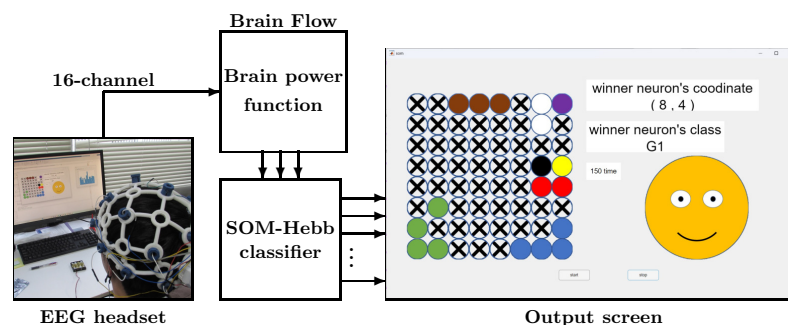 Brain Flow
16-channel
Brain power
function
SOM-Hebb
classifier
EEG headset
winner neuron's coodinate
( 8 , 4 )
winner neuron's class
G1
150 time
start
stop
Output screen